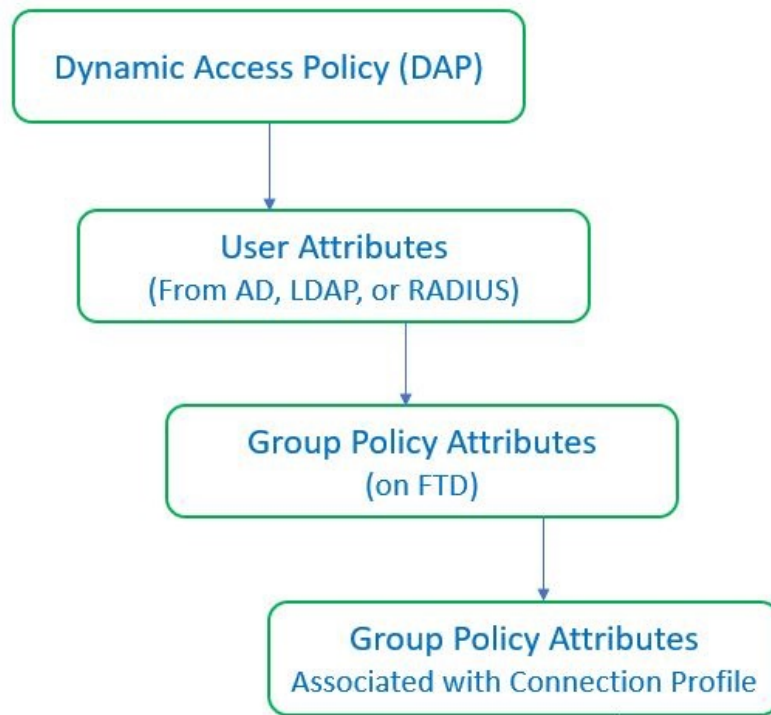 Dynamic Access Policy (DAP)
User Attributes
(From AD, LDAP, or RADIUS)
Group Policy Attributes
(on FTD)
Group Policy Attributes
Associated with Connection Profile